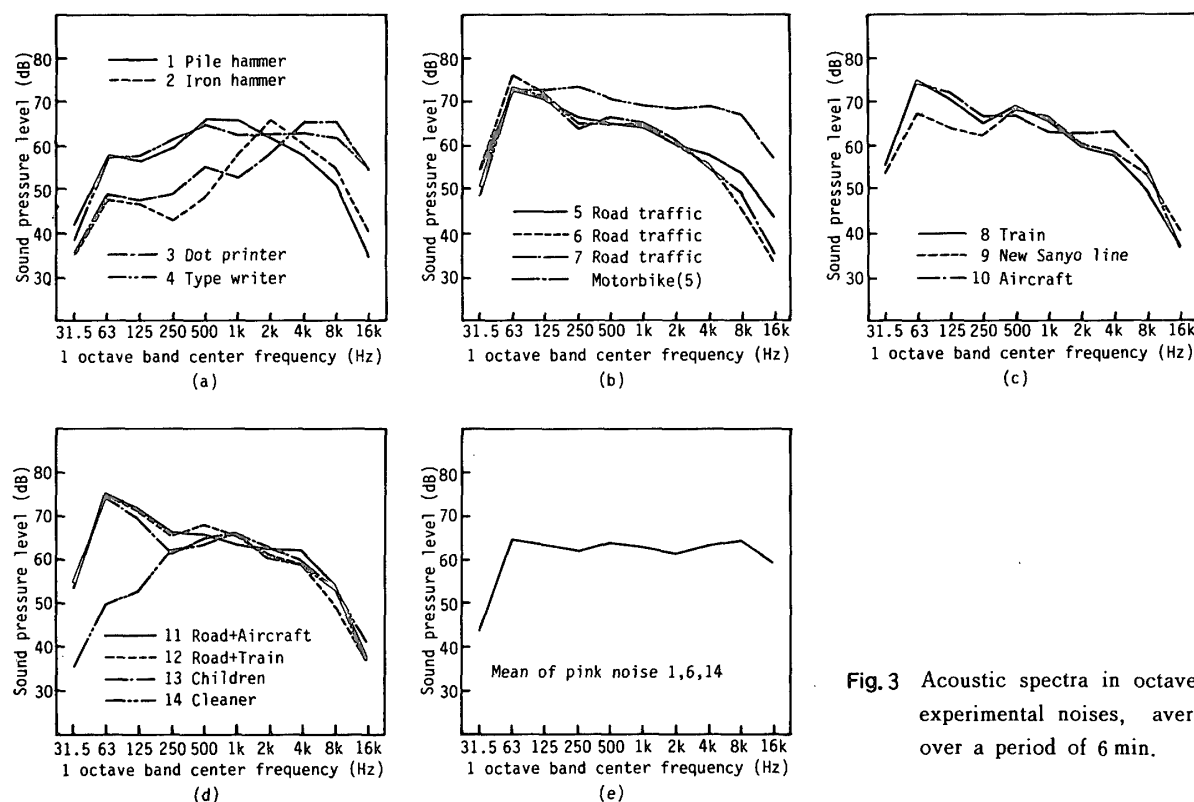 Sound pressure level (dB)
80
70
60
50
40
30
1 Pile hammer
2 Iron hammer
3 Dot printer
4 Type writer
31.5 63 125 250 500 1k 2k 4k 8k 16k
1 octave band center frequency (Hz)
(a)
Sound pressure level (dB)
80
70
60
50
40
30
5 Road traffic
6 Road traffic
7 Road traffic
Motorbike(5)
31.5 63 125 250 500 1k 2k 4k 8k 16k
1 octave band center frequency (Hz)
(b)
Sound pressure level (dB)
80
70
60
50
40
30
8 Train
9 New Sanyo line
10 Aircraft
31.5 63 125 250 500 1k 2k 4k 8k 16k
1 octave band center frequency (Hz)
(c)
Sound pressure level (dB)
80
70
60
50
40
30
11 Road+Aircraft
12 Road+Train
13 Children
14 Cleaner
31.5 63 125 250 500 1k 2k 4k 8k 16k
1 octave band center frequency (Hz)
(d)
Sound pressure level (dB)
80
70
60
50
40
30
Mean of pink noise 1,6,14
31.5 63 125 250 500 1k 2k 4k 8k 16k
1 octave band center frequency (Hz)
(e)
Fig. 3 Acoustic spectra in octave
experimental noises, aver
over a period of 6 min.